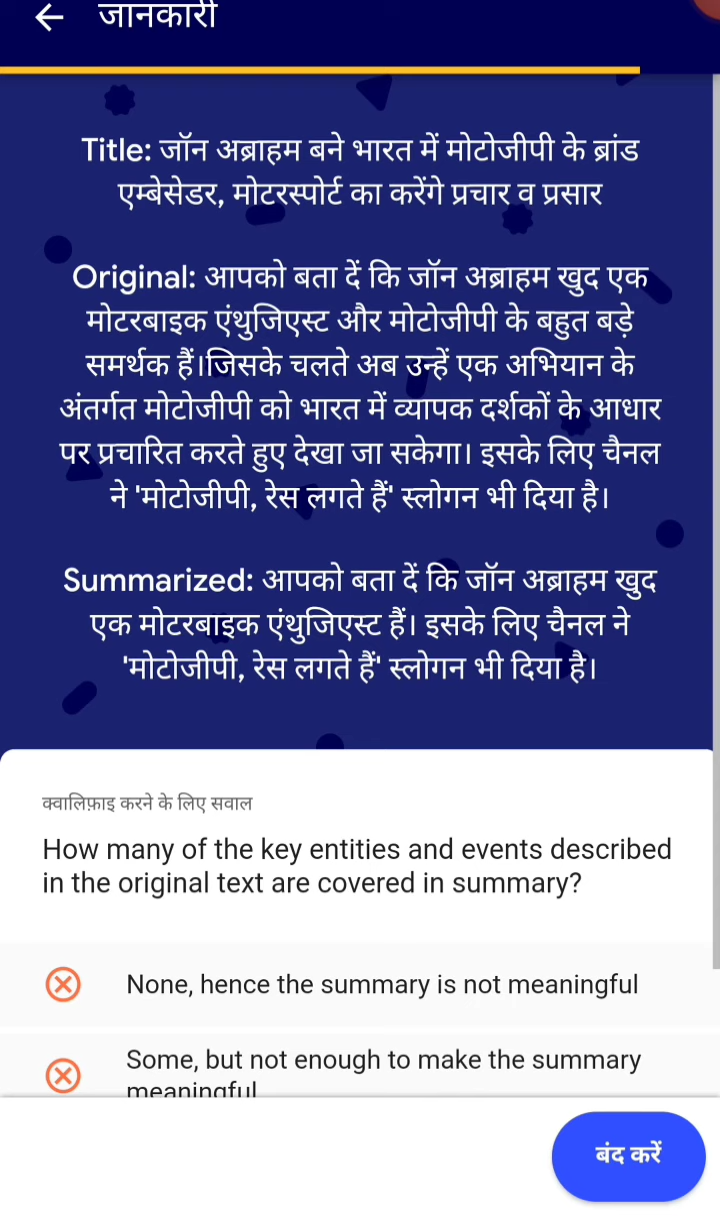 जानकारी
Title: जॉन अब्राहम बने भारत में मोटोजीपी के ब्रांड
एम्बेसेडर, मोटरस्पोर्ट का करेंगे प्रचार व प्रसार
Original: आपको बता दें कि जॉन अब्राहम खुद एक
मोटरबाइक एंथुजिएस्ट और मोटोजीपी के बहुत बड़े
समर्थक हैं।जिसके चलते अब उन्हें एक अभियान के
अंतर्गत मोटोजीपी को भारत में व्यापक दर्शकों के आधार
पर प्रचारित करते हुए देखा जा सकेगा। इसके लिए चैनल
ने 'मोटोजीपी, रेस लगते हैं' स्लोगन भी दिया है।
Summarized: आपको बता दें कि जॉन अब्राहम खुद
एक मोटरबाइक एंथुजिएस्ट हैं। इसके लिए चैनल ने
'मोटोजीपी, रेस लगते हैं' स्लोगन भी दिया है।
क्वालिफ़ाइ करने के लिए सवाल
How many of the key entities and events described
in the original text are covered in summary?
None, hence the summary is not meaningful
Some, but not enough to make the summary
meaningful
बंद करें